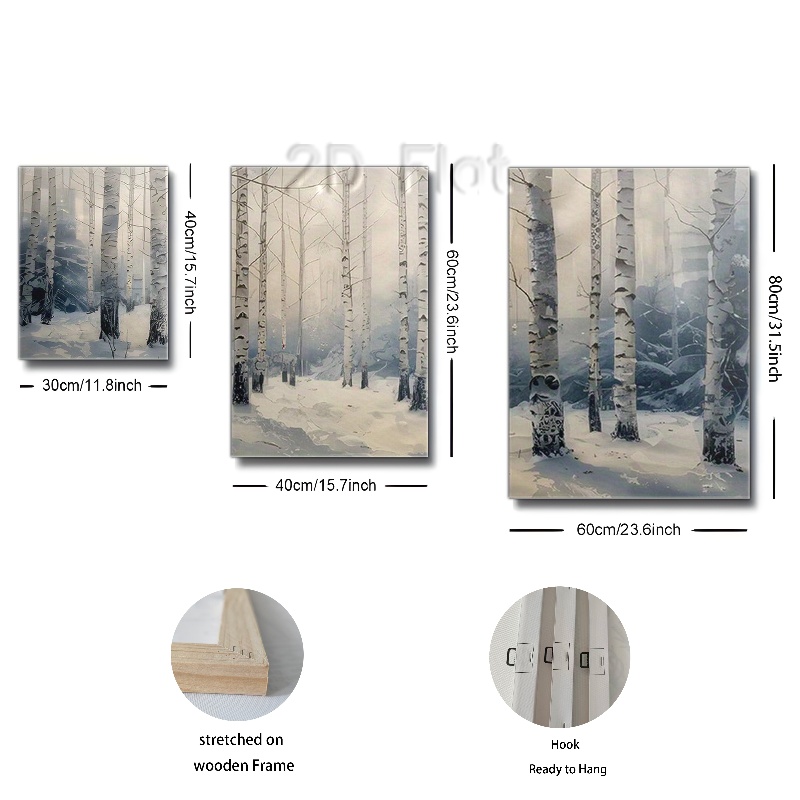 2D Flat
40cm/15.7inch
30cm/11.8inch
60cm/23.6inch
40cm/15.7inch
80cm/31.5inch
60cm/23.6inch
stretched on
wooden Frame
Hook
Ready to Hang